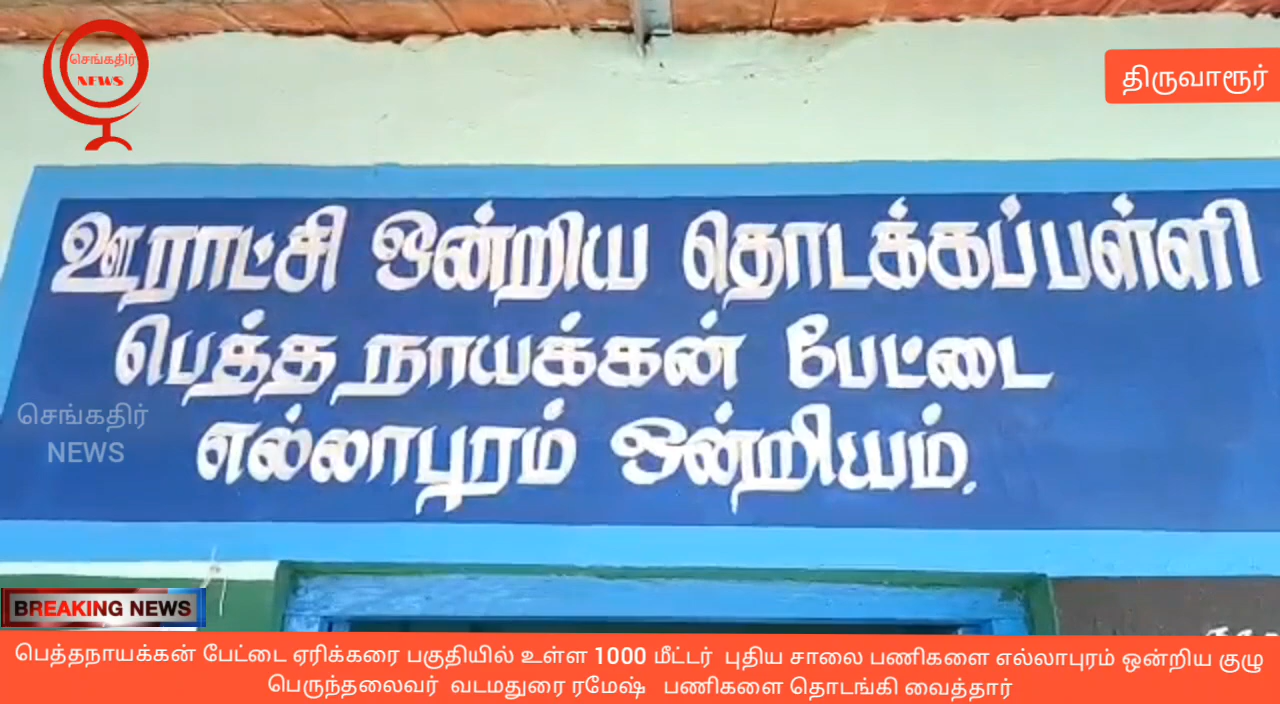 செங்கதிர்
NEWS
திருவாரூர்
ஊராட்சி ஒன்றிய தொடக்கப்பள்ளி
பெத்த நாயக்கன் பேட்டை
எல்லாபுரம் ஒன்றியம்.
செங்கதிர்
NEWS
BREAKING NEWS
பெத்தநாயக்கன் பேட்டை ஏரிக்கரை பகுதியில் உள்ள 1000 மீட்டர் புதிய சாலை பணிகளை எல்லாபுரம் ஒன்றிய குழு
பெருந்தலைவர் வடமதுரை ரமேஷ் பணிகளை தொடங்கி வைத்தார்